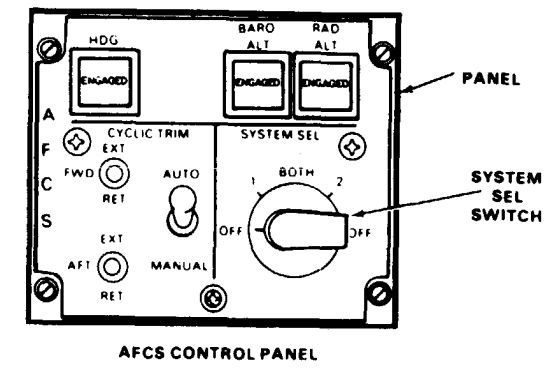 HDG
BARO
ALT
RAD
ALT
ENGAGED
ENGAGED
ENGAGED
PANEL
A
F
C
S
CYCLIC TRIM
SYSTEM SEL
EXT
FWD
RET
AUTO
MANUAL
EXT
AFT
RET
1
BOTH
2
OFF
OFF
SYSTEM
SEL
SWITCH
AFCS CONTROL PANEL